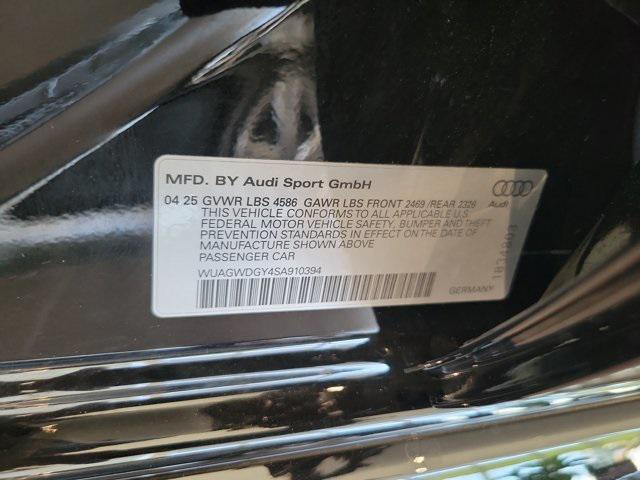 MFD. BY Audi Sport GmbH
04 25 GVWR LBS 4586 GAWR LBS FRONT 2469 /REAR 2326
THIS VEHICLE CONFORMS TO ALL APPLICABLE U.S.
FEDERAL MOTOR VEHICLE SAFETY, BUMPER AND THEFT
PREVENTION STANDARDS IN EFFECT ON THE DATE OF
MANUFACTURE SHOWN ABOVE
PASSENGER CAR
WUAGWDGY4SA910394
Audi
GERMANY
1834803